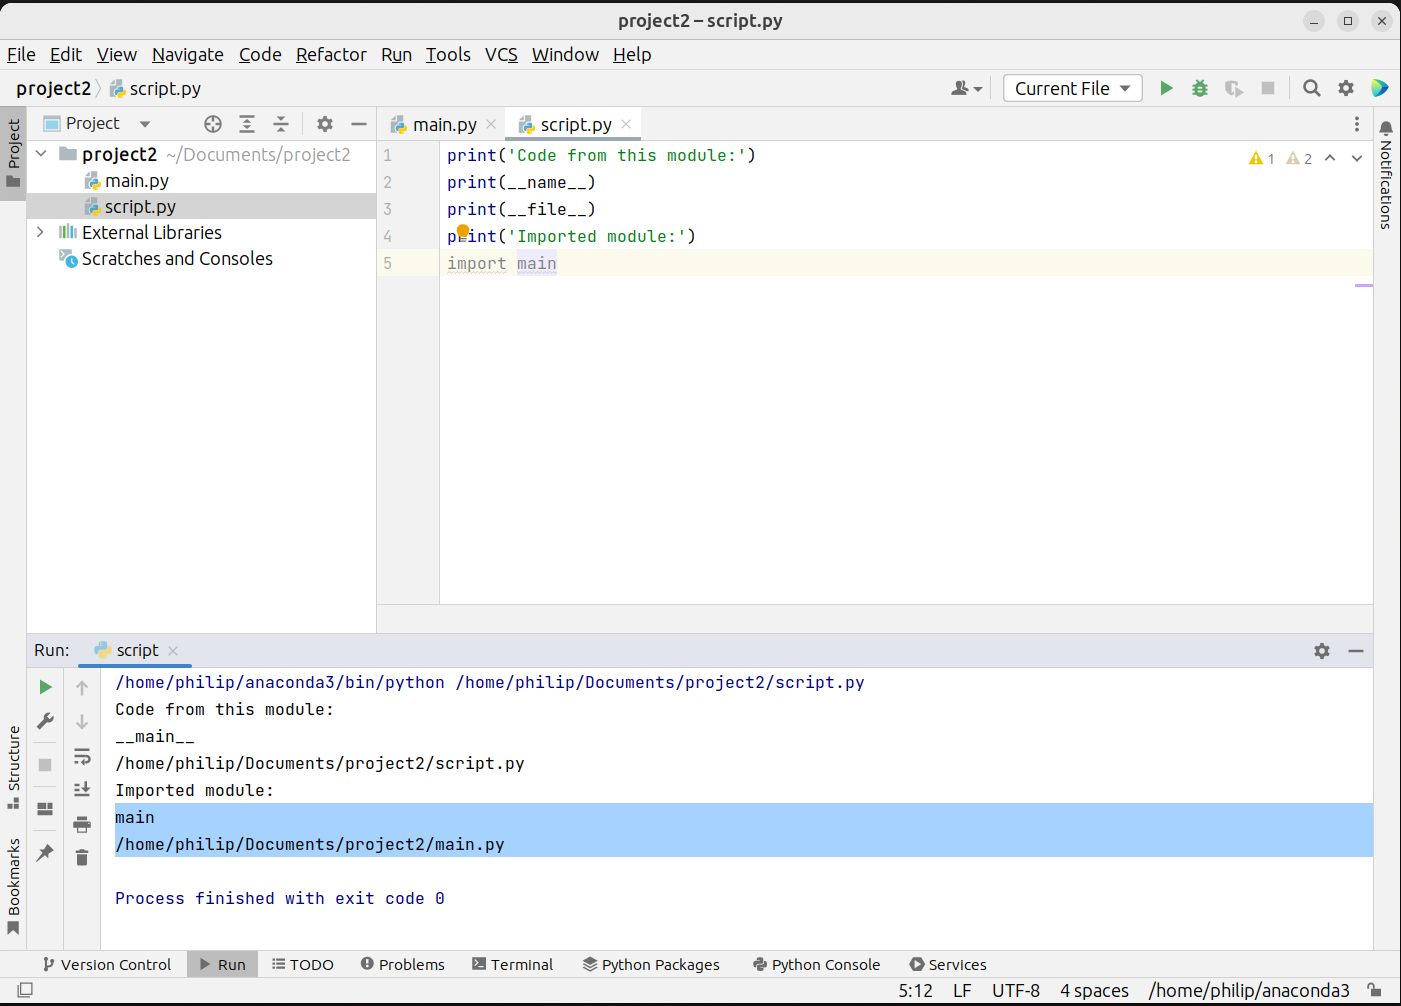 project2 – script.py
File Edit View Navigate Code Refactor Run Tools VCS Window Help
project2 script.py Current File
Project
Project
main.py script.py
Notifications
project2 ~/Documents/project2
main.py
script.py
External Libraries
Scratches and Consoles
1 print('Code from this module:')
2 print(__name__)
3 print(__file__)
4 print('Imported module:')
5 import main
1 2
Run: script
/home/philip/anaconda3/bin/python /home/philip/Documents/project2/script.py
Code from this module:
__main__
/home/philip/Documents/project2/script.py
Imported module:
main
/home/philip/Documents/project2/main.py
Process finished with exit code 0
Structure
Bookmarks
Version Control Run TODO Problems Terminal Python Packages Python Console Services
5:12 LF UTF-8 4 spaces /home/philip/anaconda3